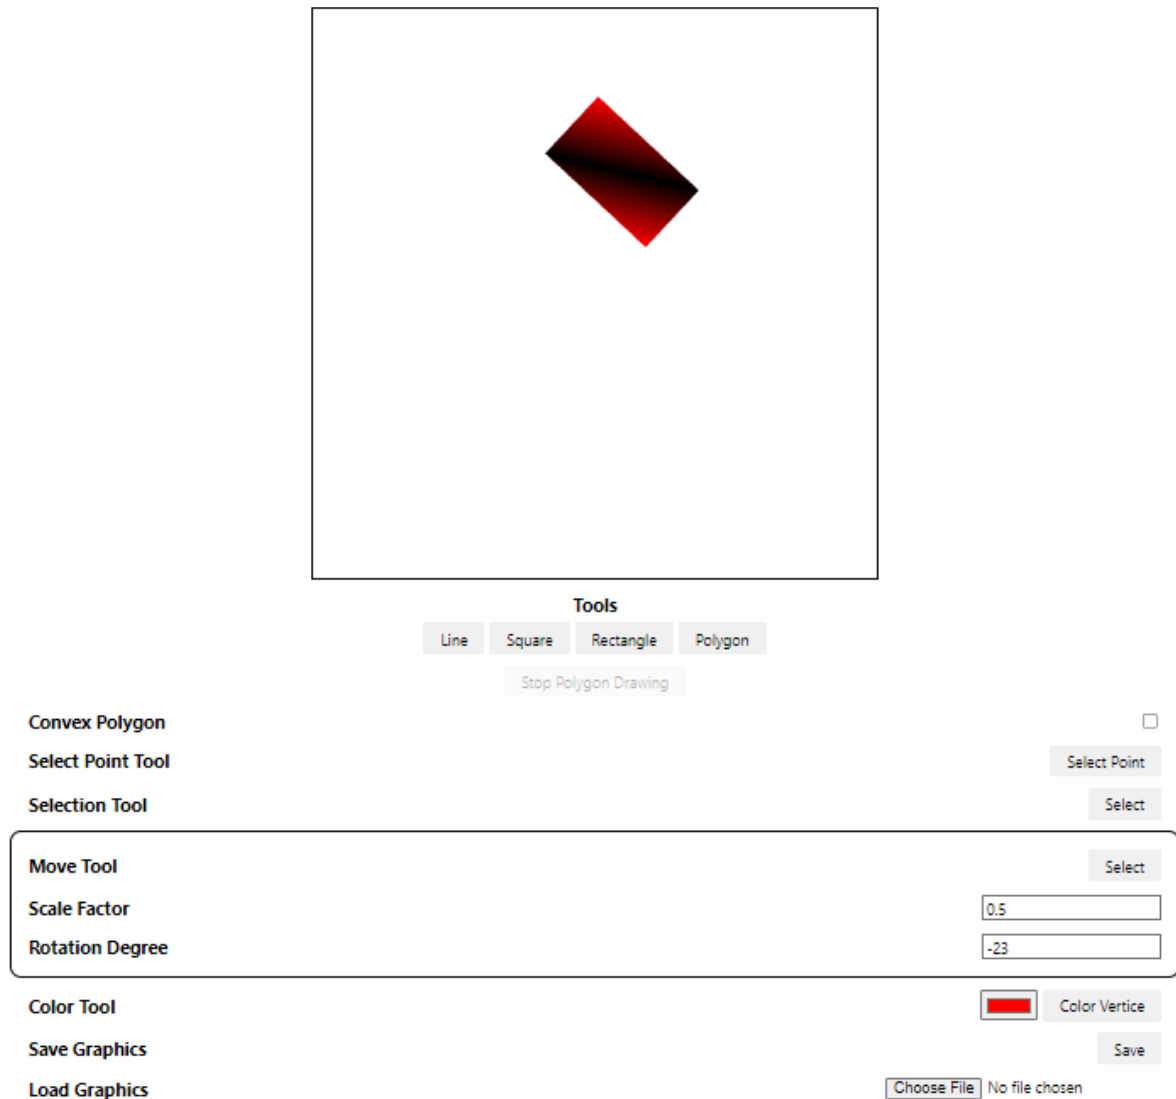 Tools
Line Square Rectangle Polygon
Stop Polygon Drawing
Convex Polygon
Select Point Tool Select Point
Selection Tool Select
Move Tool Select
Scale Factor 0.5
Rotation Degree -23
Color Tool Color Vertice
Save Graphics Save
Load Graphics Choose File No file chosen